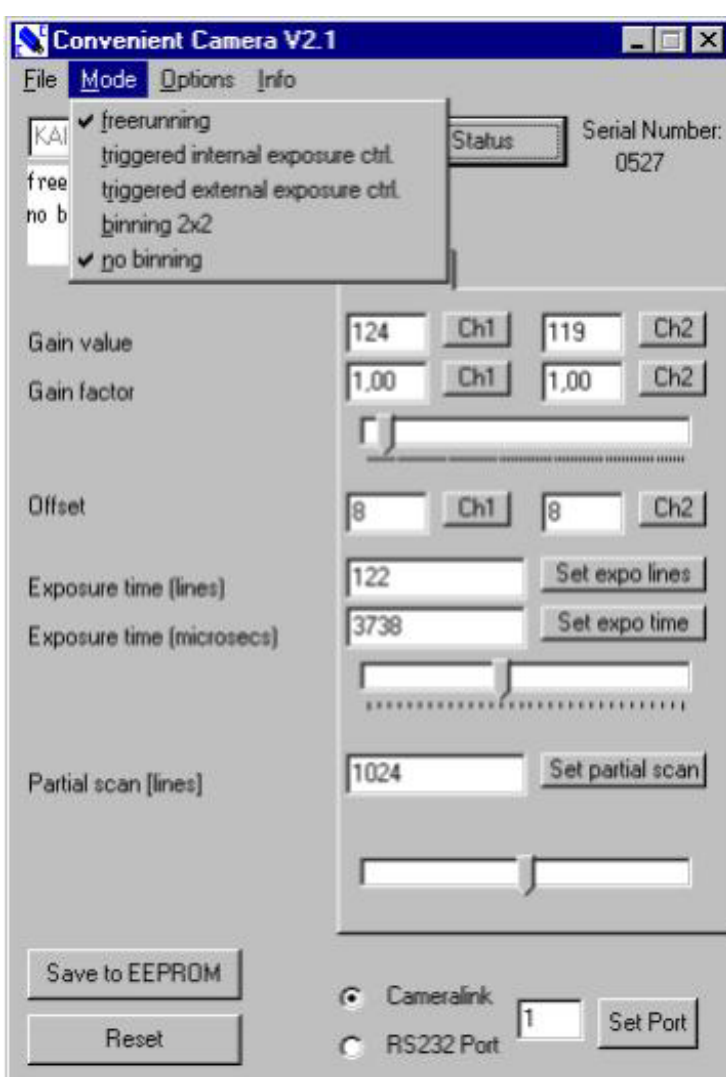 Convenient Camera V2.1
File Mode Options Info
freerunning
triggered internal exposure ctrl.
triggered external exposure ctrl.
binning 2x2
no binning
KAI
free
no b
Status
Serial Number:
0527
Gain value 124 Ch1 119 Ch2
Gain factor 1,00 Ch1 1,00 Ch2
Offset 8 Ch1 8 Ch2
Exposure time (lines) 122 Set expo lines
Exposure time (microsecs) 3738 Set expo time
Partial scan [lines] 1024 Set partial scan
Save to EEPROM
Reset
Cameralink
RS232 Port
1 Set Port